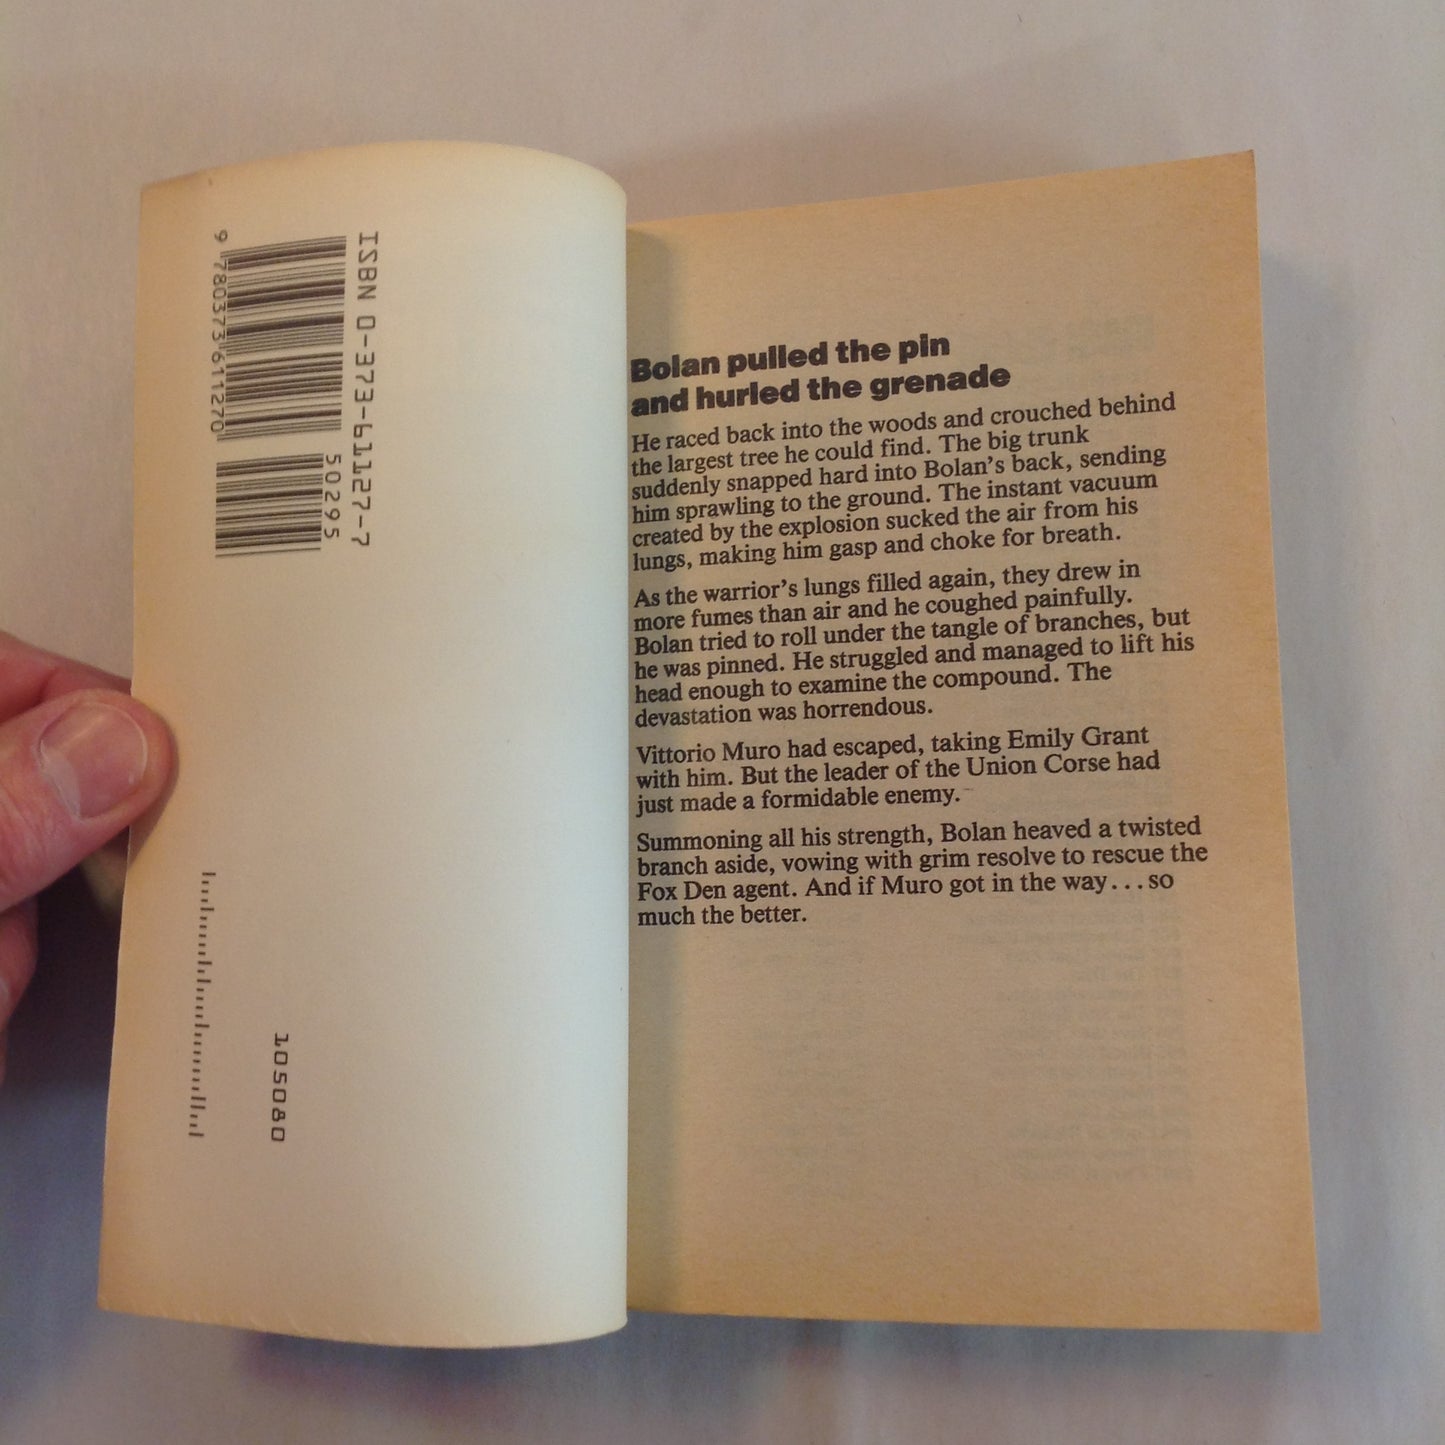 ISBN 0-373-61127-7
9 780373 611270
50295
105080
Bolan pulled the pin
and hurled the grenade
He raced back into the woods and crouched behind
the largest tree he could find. The big trunk
suddenly snapped hard into Bolan's back, sending
him sprawling to the ground. The instant vacuum
created by the explosion sucked the air from his
lungs, making him gasp and choke for breath.
As the warrior's lungs filled again, they drew in
more fumes than air and he coughed painfully.
Bolan tried to roll under the tangle of branches, but
he was pinned. He struggled and managed to lift his
head enough to examine the compound. The
devastation was horrendous.
Vittorio Muro had escaped, taking Emily Grant
with him. But the leader of the Union Corse had
just made a formidable enemy.
Summoning all his strength, Bolan heaved a twisted
branch aside, vowing with grim resolve to rescue the
Fox Den agent. And if Muro got in the way...so
much the better.